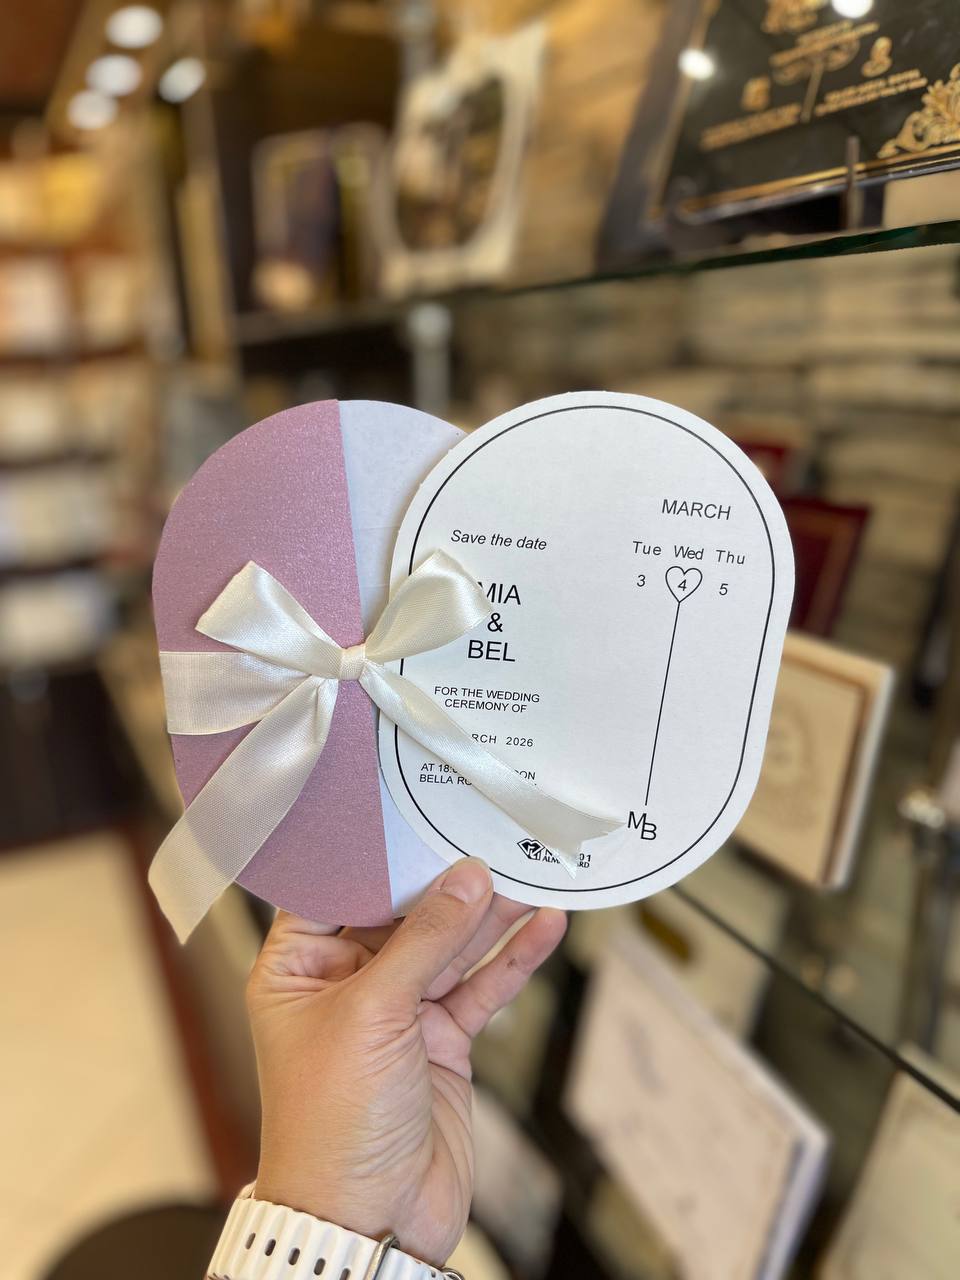 Save the date
MIA
&
BEL
FOR THE WEDDING
CEREMONY OF
RCH 2026
AT 18:
BELLA RO
MARCH
Tue Wed Thu
3 4 5
MB